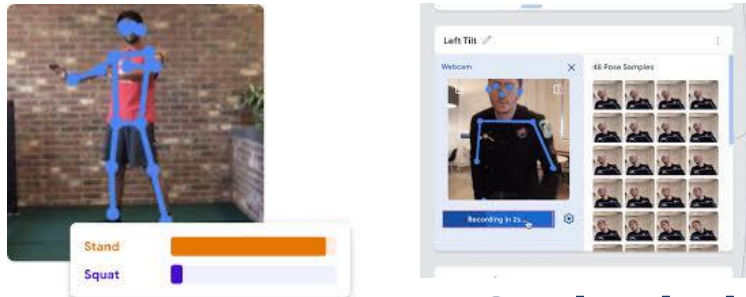 Stand
Squat
Left Tilt
Webcam
48 Pose Samples
Recording in 2s...